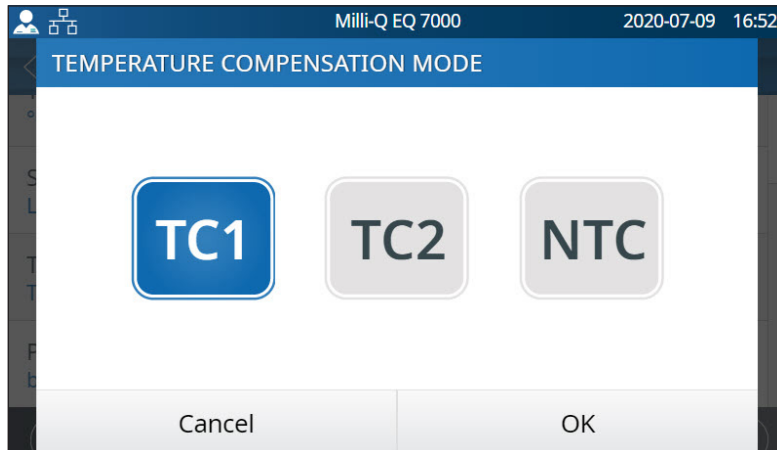 Milli-Q EQ 7000 2020-07-09 16:52
TEMPERATURE COMPENSATION MODE
TC1 TC2 NTC
Cancel OK